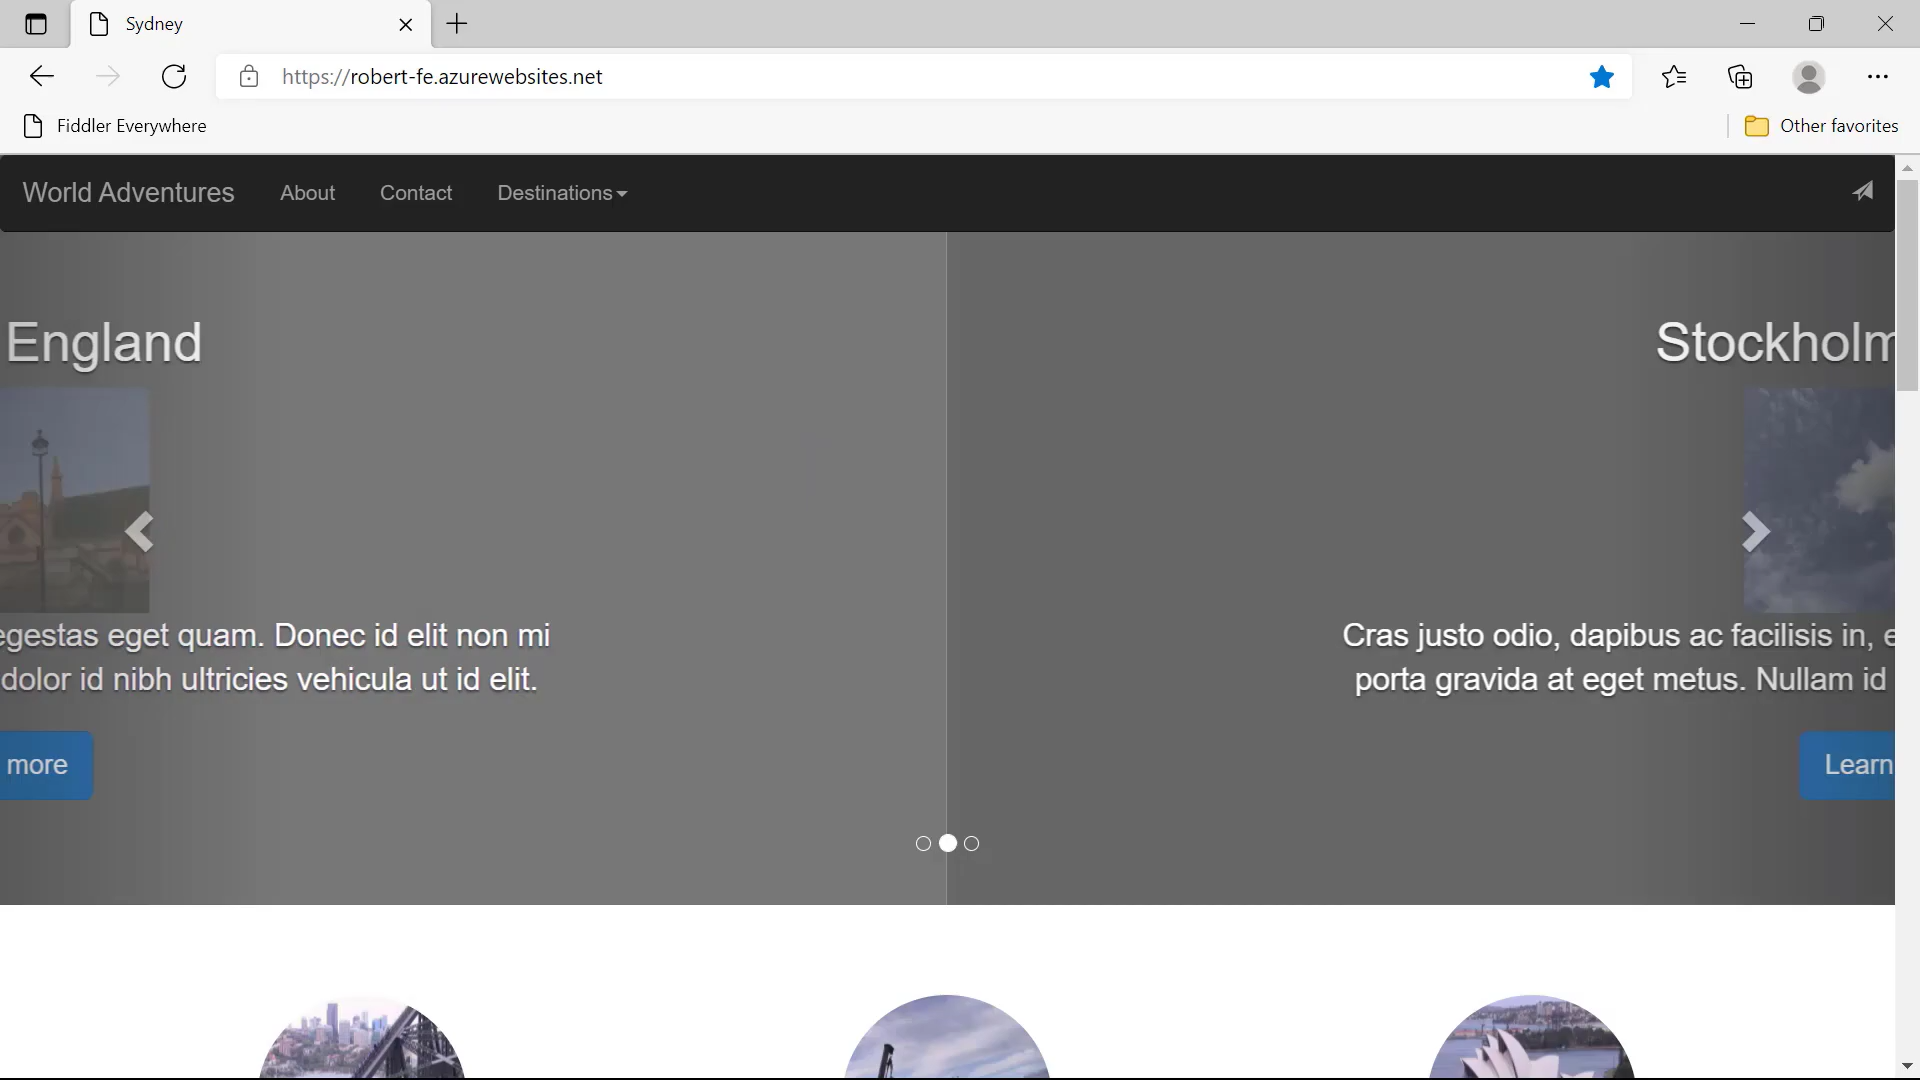 Sydney
https://robert-fe.azurewebsites.net
Fiddler Everywhere
Other favorites
World Adventures
About
Contact
Destinations
England
egestas eget quam. Donec id elit non mi
dolor id nibh ultricies vehicula ut id elit.
more
Stockholm
Cras justo odio, dapibus ac facilisis in, e
porta gravida at eget metus. Nullam id
Learn